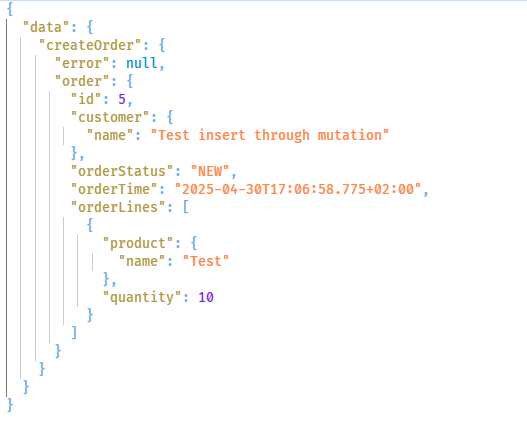 {
  "data": {
    "createOrder": {
      "error": null,
      "order": {
        "id": 5,
        "customer": {
          "name": "Test insert through mutation"
        },
        "orderStatus": "NEW",
        "orderTime": "2025-04-30T17:06:58.775+02:00",
        "orderLines": [
          {
            "product": {
              "name": "Test"
            },
            "quantity": 10
          }
        ]
      }
    }
  }
}